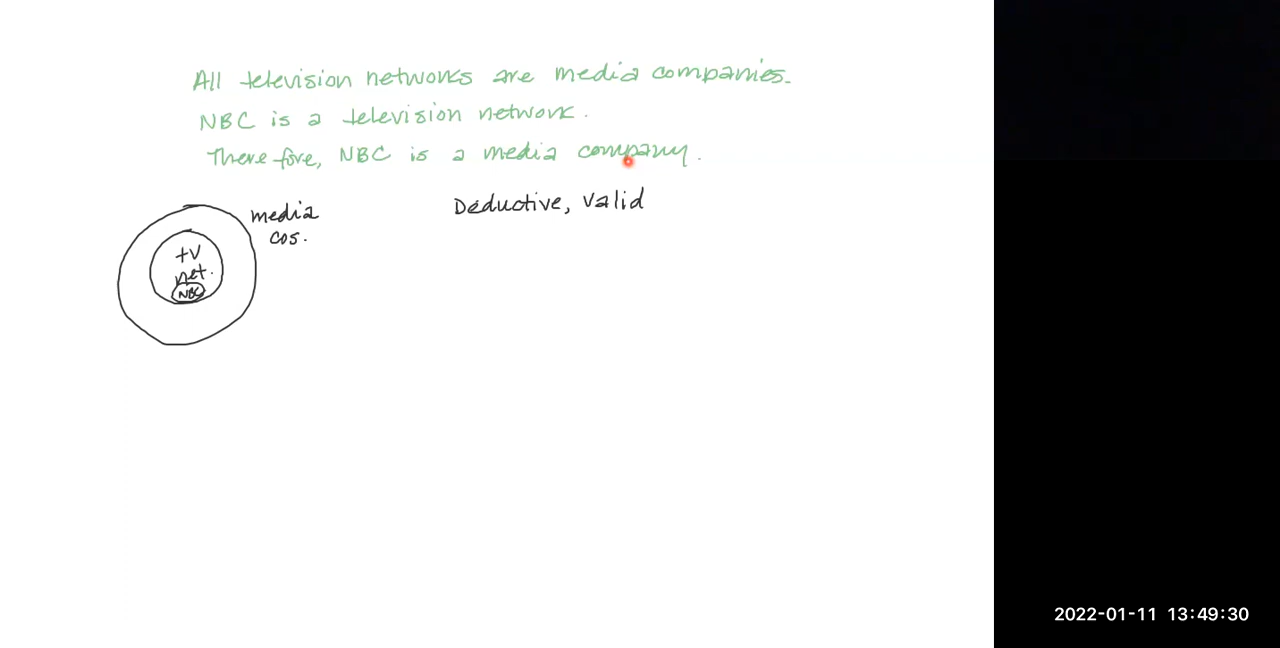 All television networks are media companies.
NBC is a television network.
Therefore, NBC is a media company.
Deductive, Valid
media
cos.
tv
net.
NBC
2022-01-11 13:49:30